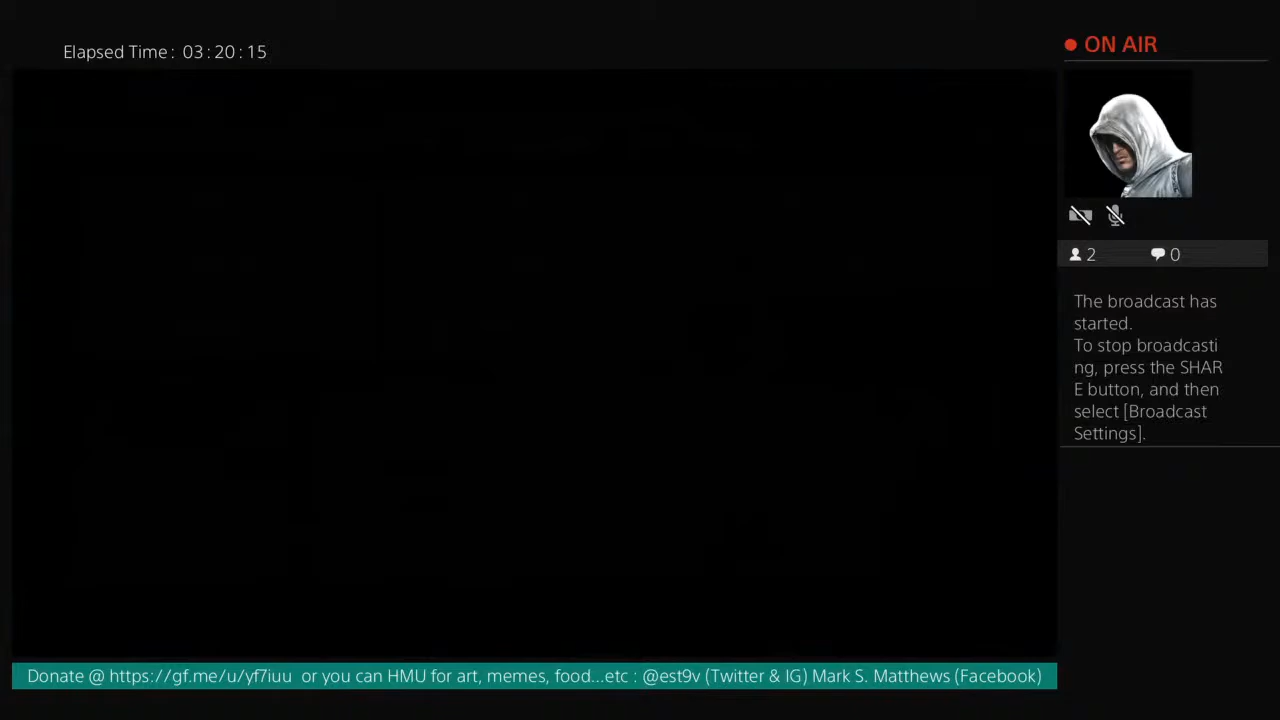 Elapsed Time: 03:20:15
ON AIR
2 0
The broadcast has
started.
To stop broadcasti
ng, press the SHAR
E button, and then
select [Broadcast
Settings].
Donate @ https://gf.me/u/yf7iuu or you can HMU for art, memes, food...etc : @est9v (Twitter & IG) Mark S. Matthews (Facebook)